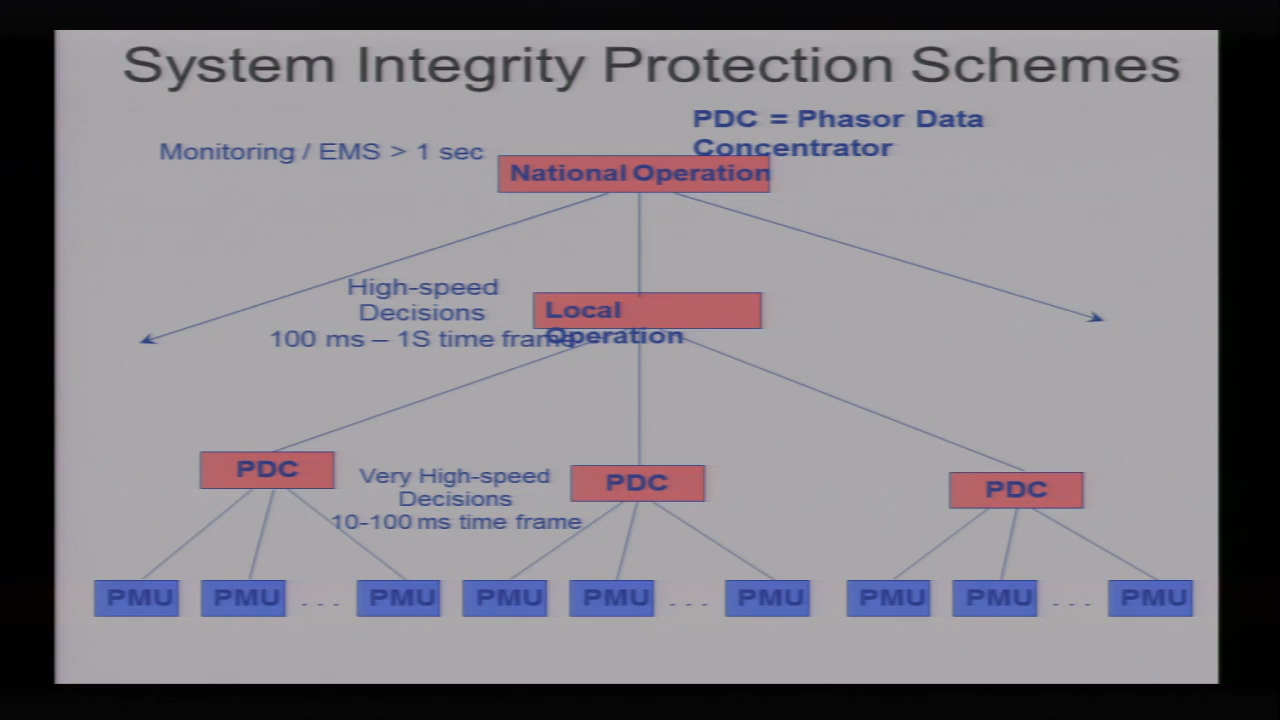 System Integrity Protection Schemes
PDC = Phasor Data
Concentrator
Monitoring / EMS > 1 sec
National Operation
High-speed
Decisions
100 ms – 1S time frame
Local
Operation
PDC
Very High-speed
Decisions
10-100 ms time frame
PDC
PDC
PMU PMU . . . PMU PMU PMU . . . PMU PMU PMU . . . PMU